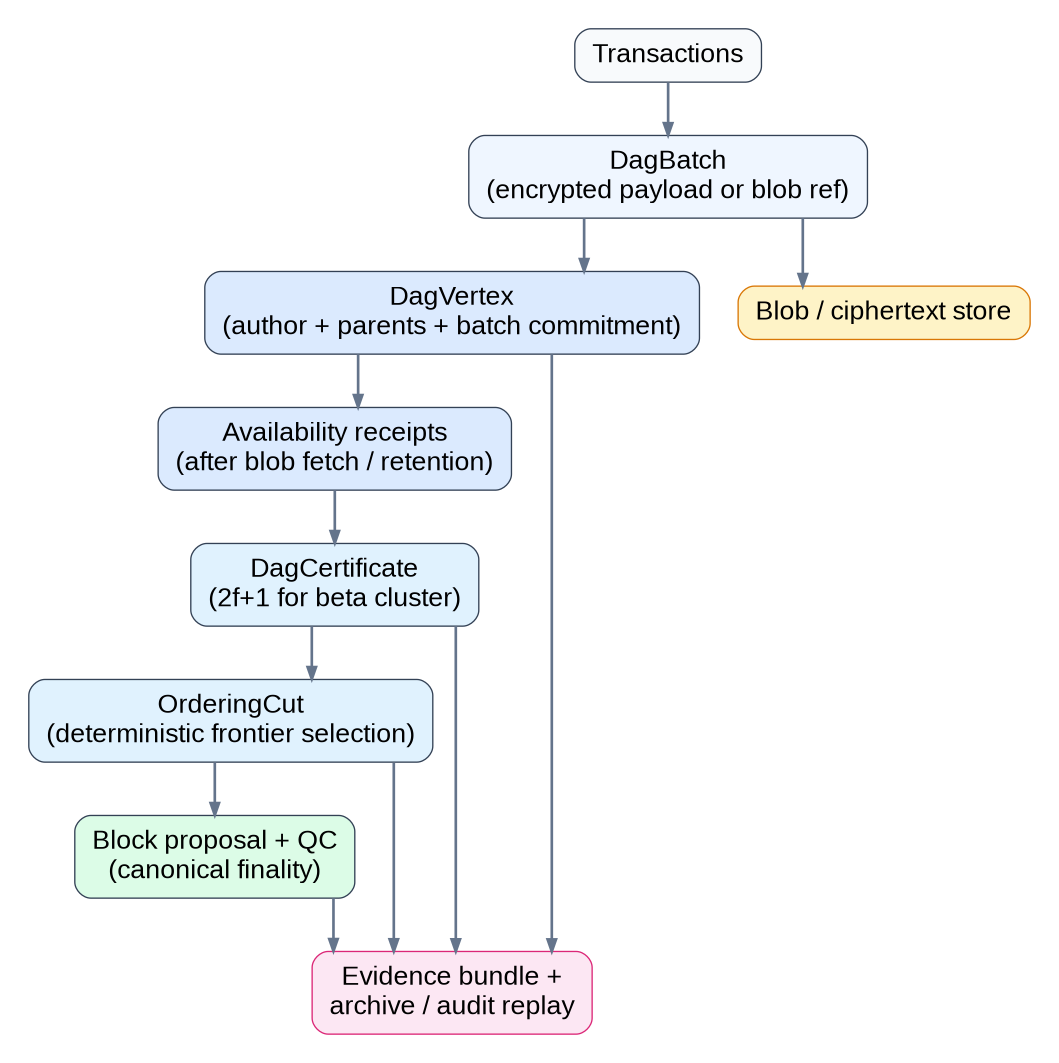 Transactions
DagBatch
(encrypted payload or blob ref)
DagVertex
(author + parents + batch commitment)
Blob / ciphertext store
Availability receipts
(after blob fetch / retention)
DagCertificate
(2f+1 for beta cluster)
OrderingCut
(deterministic frontier selection)
Block proposal + QC
(canonical finality)
Evidence bundle +
archive / audit replay